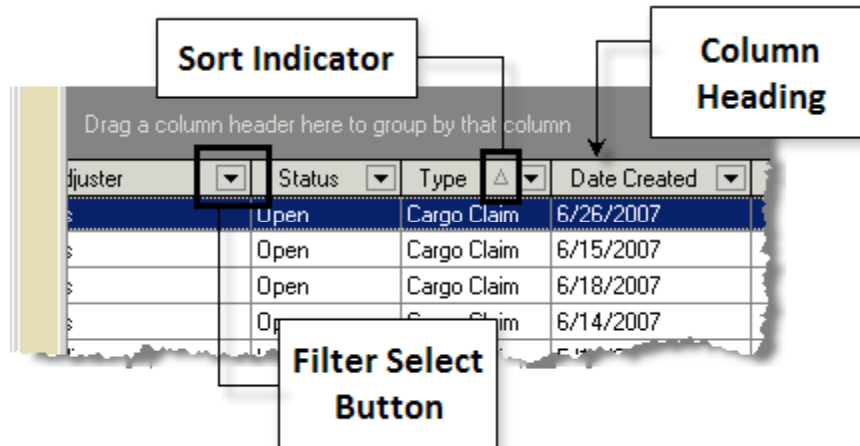 Sort Indicator
Column
Heading
Drag a column header here to group by that column
djuster Status Type Date Created
s Open Cargo Claim 6/26/2007
s Open Cargo Claim 6/15/2007
s Open Cargo Claim 6/18/2007
s 6/14/2007
Filter Select
Button